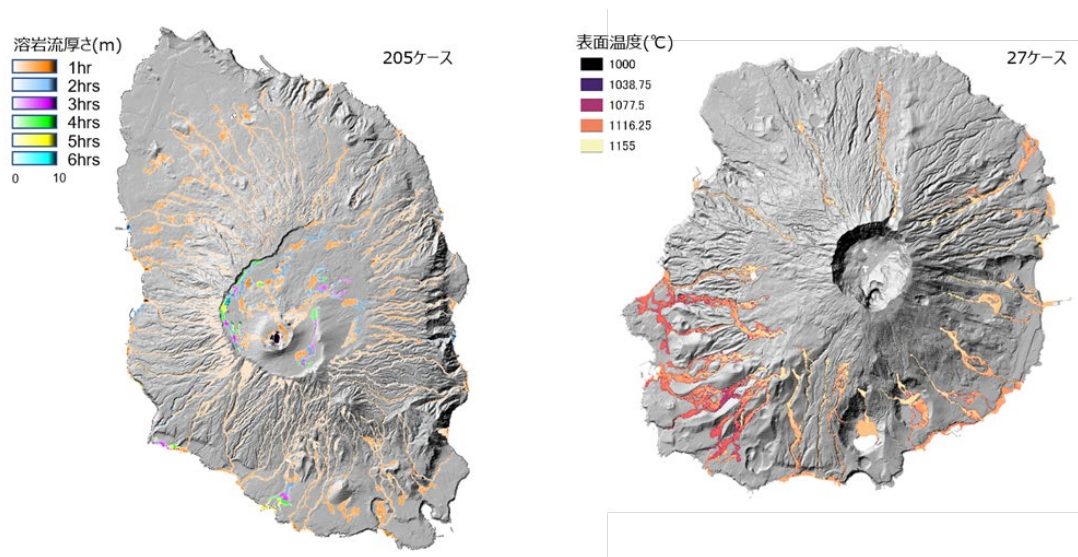 溶岩流厚さ(m)
1hr
2hrs
3hrs
4hrs
5hrs
6hrs
0 10
205ケース
表面温度(℃)
1000
1038.75
1077.5
1116.25
1155
27ケース